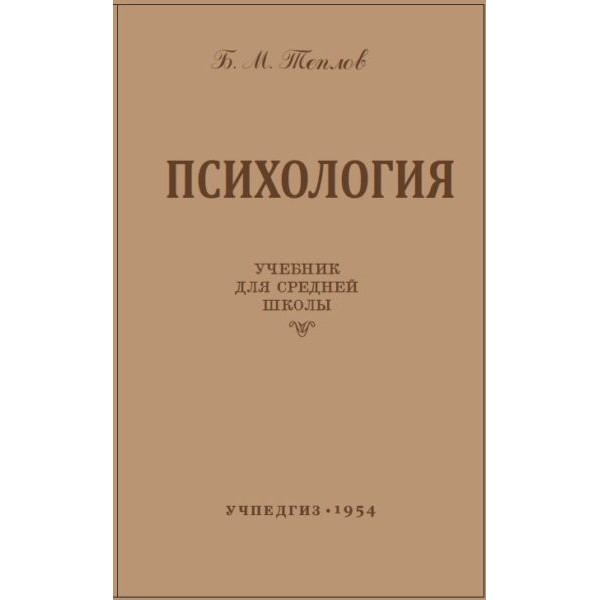 Б. М. Теплов
ПСИХОЛОГИЯ
УЧЕБНИК
ДЛЯ СРЕДНЕЙ
ШКОЛЫ
УЧПЕДГИЗ • 1954